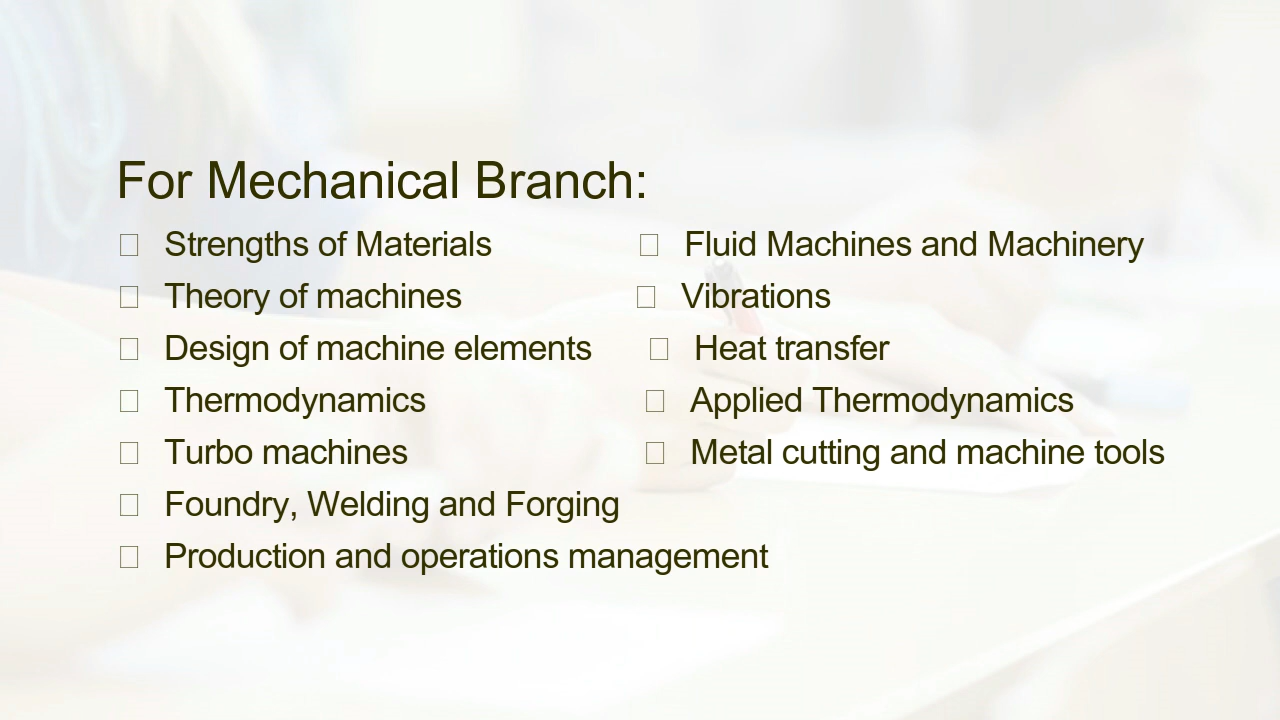 For Mechanical Branch:
Strengths of Materials Fluid Machines and Machinery
Theory of machines Vibrations
Design of machine elements Heat transfer
Thermodynamics Applied Thermodynamics
Turbo machines Metal cutting and machine tools
Foundry, Welding and Forging
Production and operations management